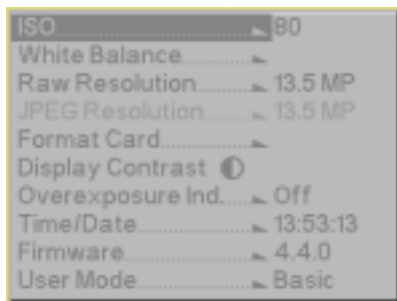 ISO 80
White Balance
Raw Resolution 13.5 MP
JPEG Resolution 13.5 MP
Format Card
Display Contrast
Overexposure Ind. Off
Time/Date 13:53:13
Firmware 4.4.0
User Mode Basic